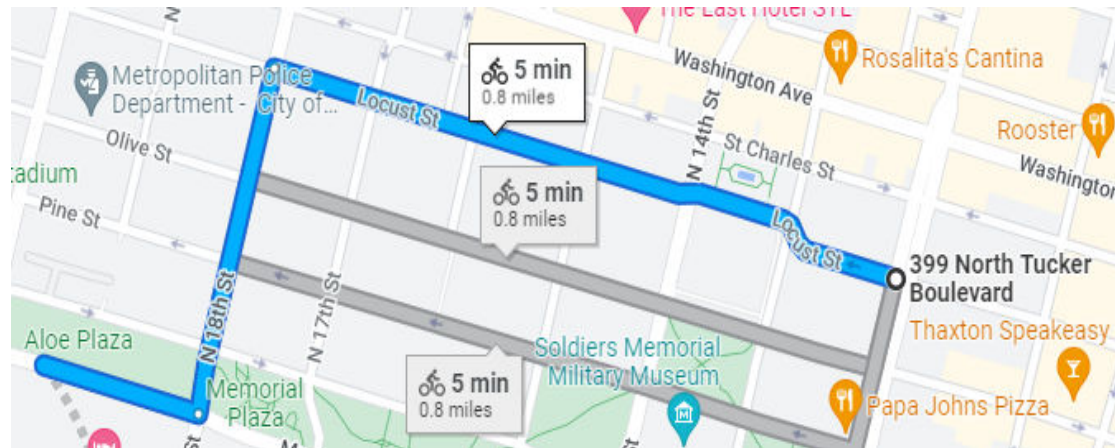 The Last Hotel STL
5 min
0.8 miles
Rosalita's Cantina
Washington Ave
Metropolitan Police
Department - City of...
Locust St
N 14th St
St Charles St
Rooster
Washington
Olive St
5 min
0.8 miles
adium
Pine St
Locust St
399 North Tucker
Boulevard
N 18th St
N 17th St
Thaxton Speakeasy
Aloe Plaza
Soldiers Memorial
Military Museum
5 min
0.8 miles
Memorial
Plaza
Papa Johns Pizza
St
M